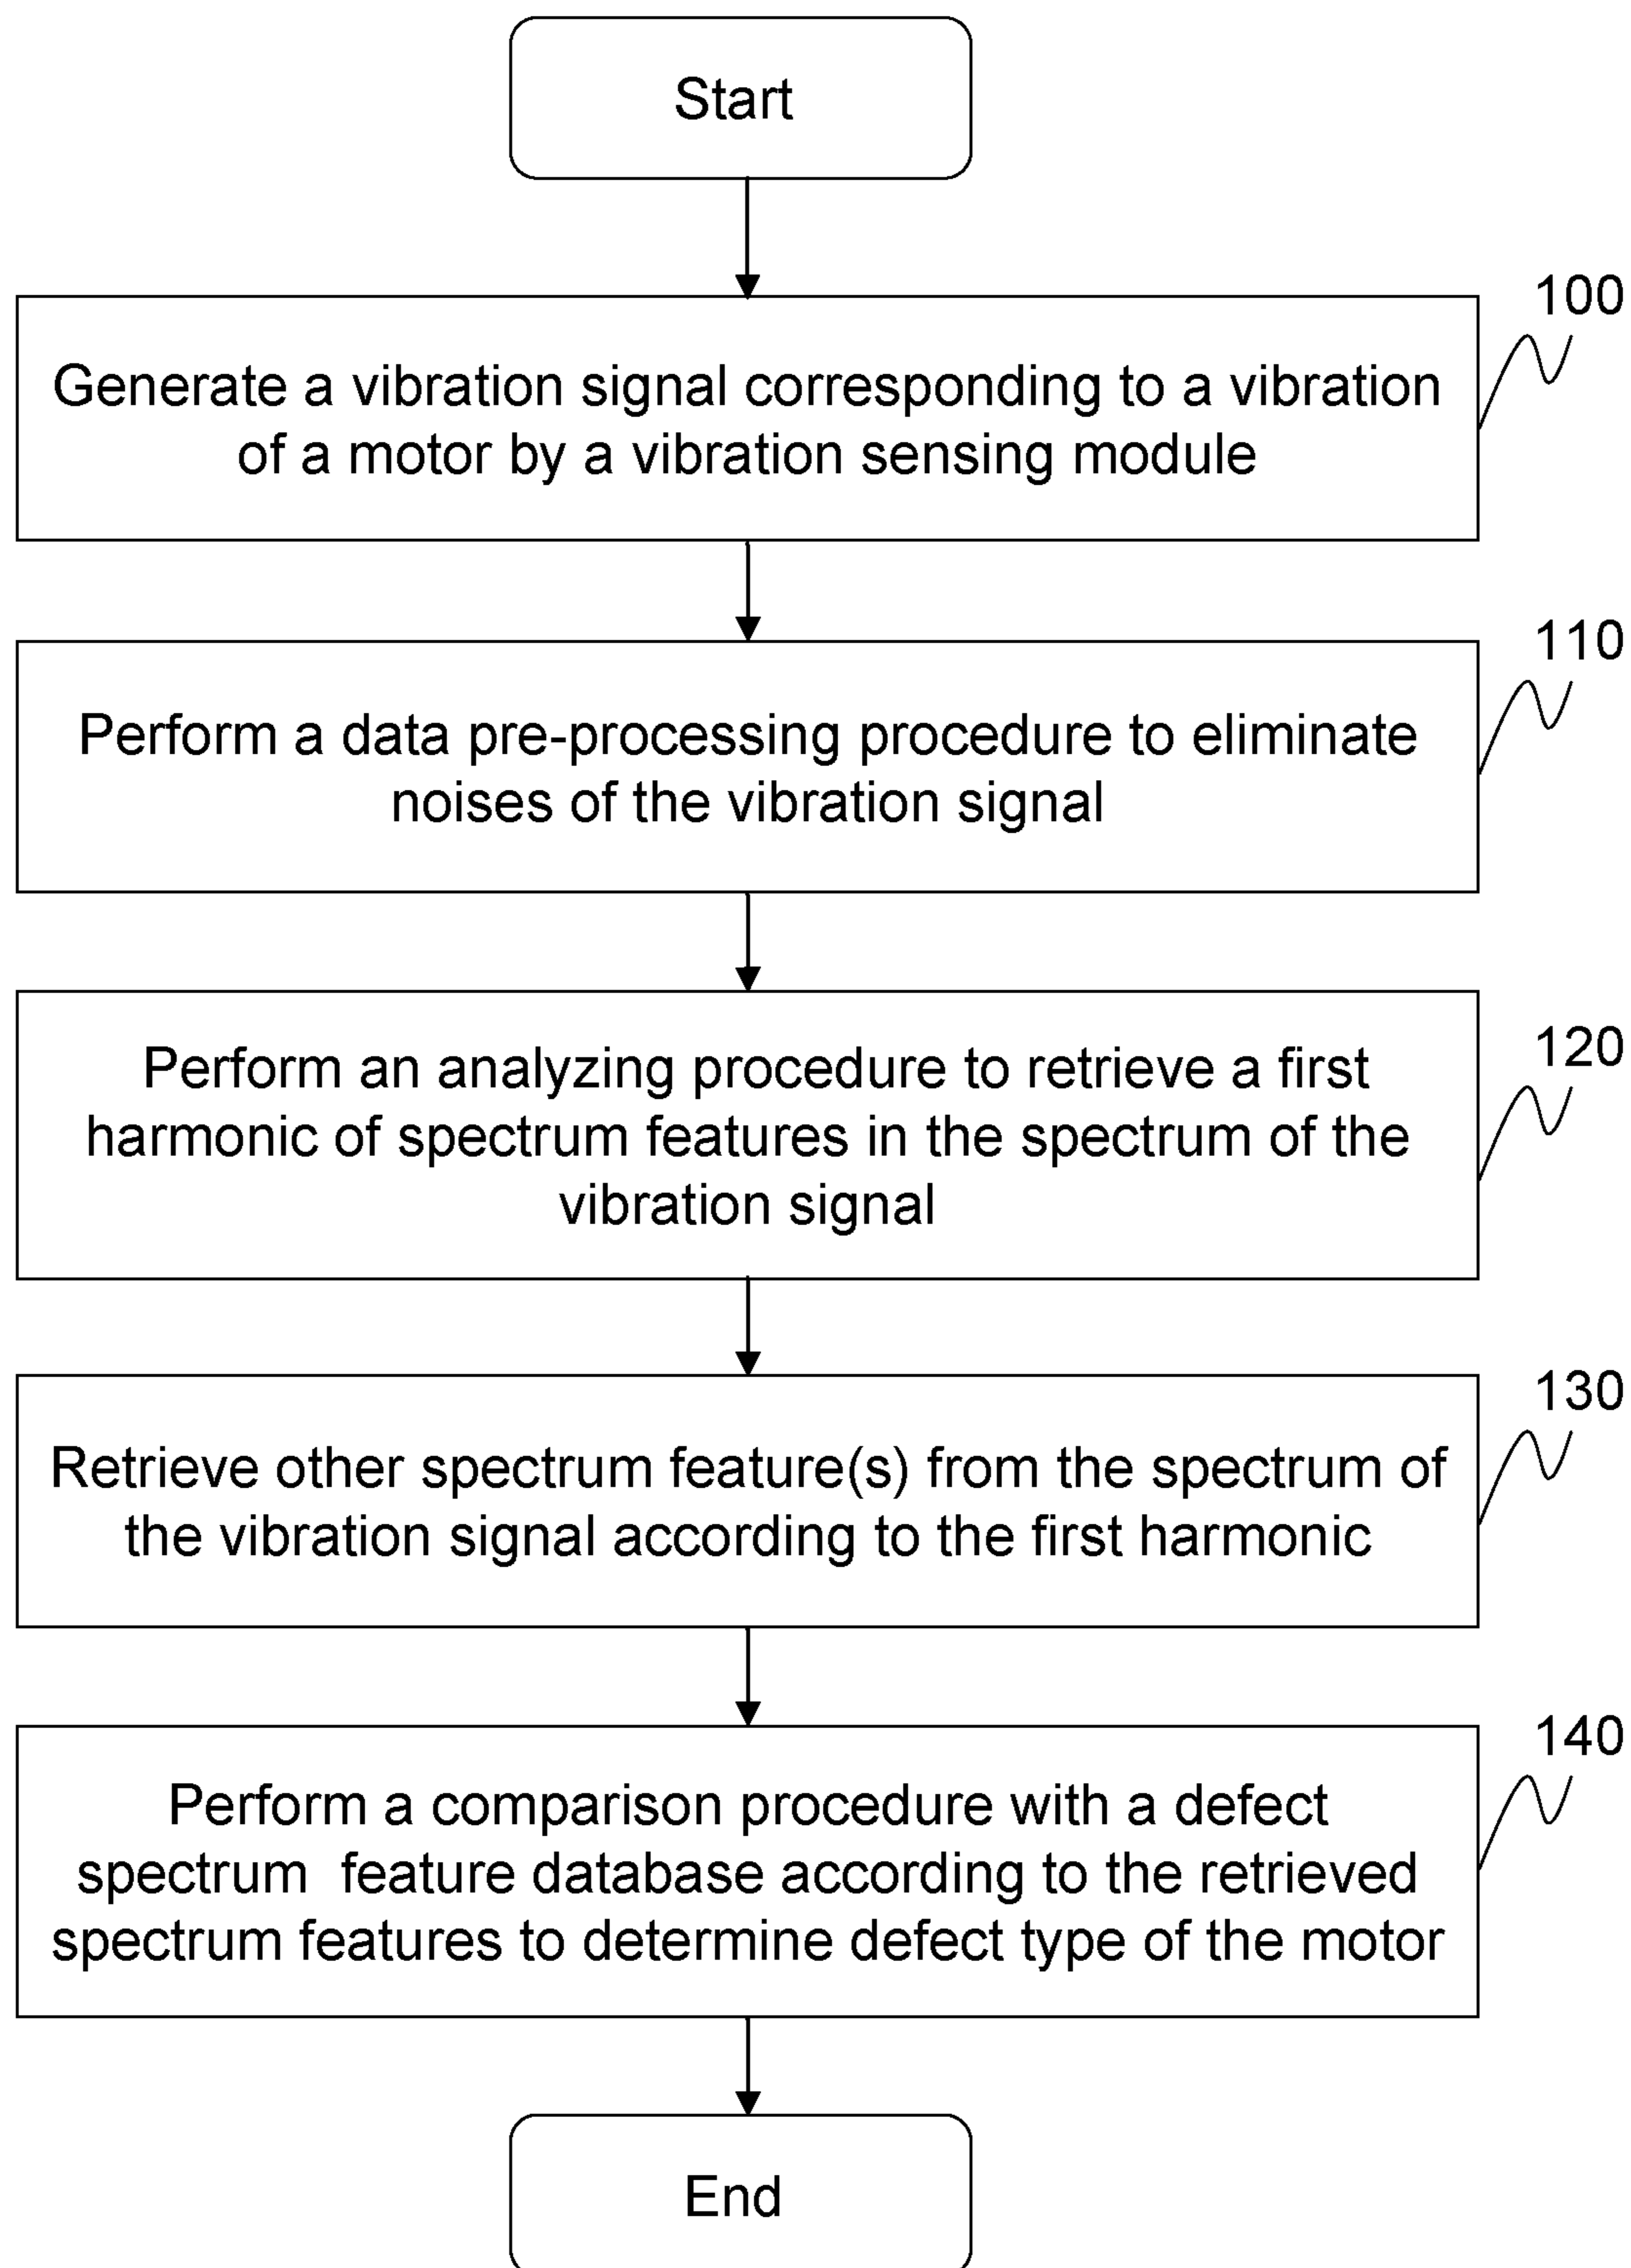 Start
100
Generate a vibration signal corresponding to a vibration
of a motor by a vibration sensing module
110
Perform a data pre-processing procedure to eliminate
noises of the vibration signal
120
Perform an analyzing procedure to retrieve a first
harmonic of spectrum features in the spectrum of the
vibration signal
130
Retrieve other spectrum feature(s) from the spectrum of
the vibration signal according to the first harmonic
140
Perform a comparison procedure with a defect
spectrum  feature database according to the retrieved
spectrum features to determine defect type of the motor
End